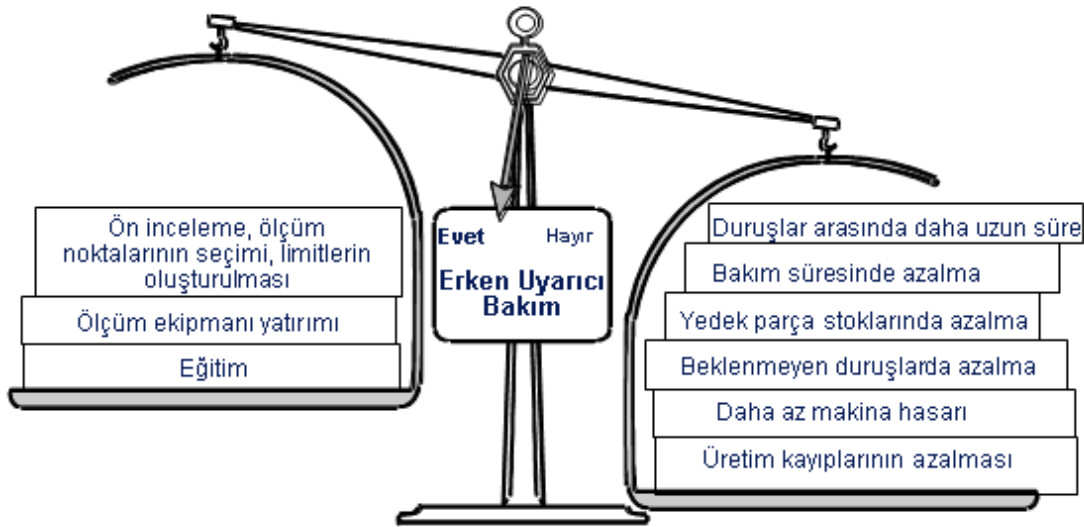 Ön inceleme, ölçüm
noktalarının seçimi, limitlerin
oluşturulması
Ölçüm ekipmanı yatırımı
Eğitim
Evet Hayır
Erken Uyarıcı
Bakım
Duruşlar arasında daha uzun süre
Bakım süresinde azalma
Yedek parça stoklarında azalma
Beklenmeyen duruşlarda azalma
Daha az makina hasarı
Üretim kayıplarının azalması